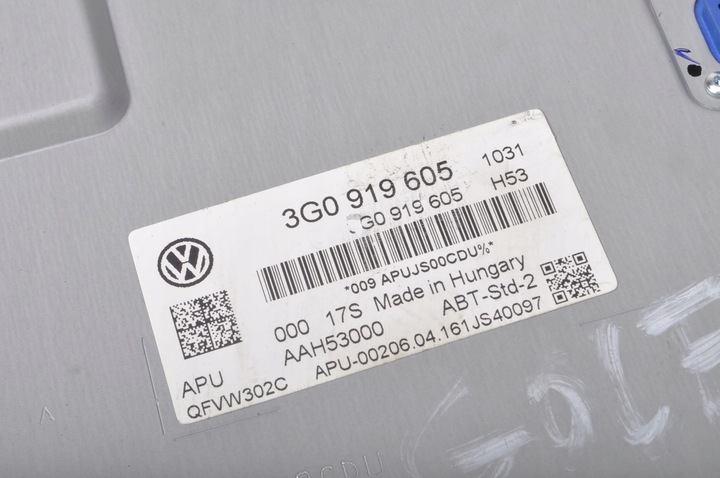 3G0 919 605 1031
3G0 919 605 H53
*009 APUJS00CDU%*
000 17S Made in Hungary
AAH53000 ABT-Std-2
APU APU-00206.04.161JS40097
QFVW302C